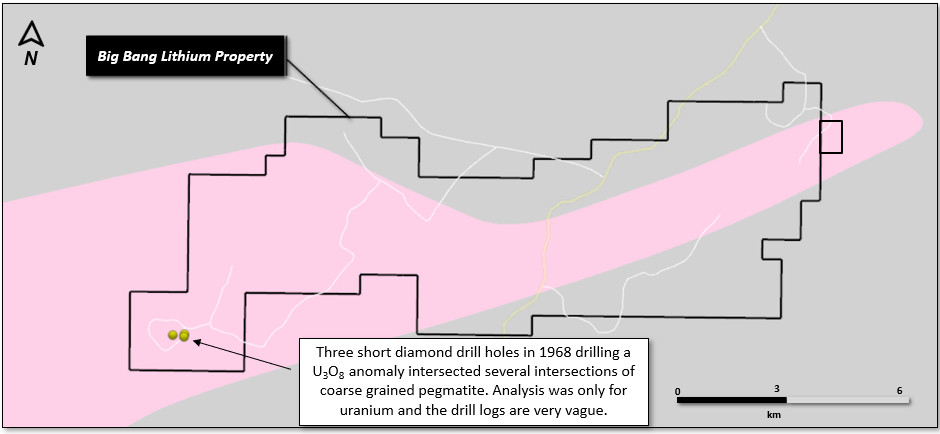 N
Big Bang Lithium Property
Three short diamond drill holes in 1968 drilling a
U₃O₈ anomaly intersected several intersections of
coarse grained pegmatite. Analysis was only for
uranium and the drill logs are very vague.
0 3 6
km